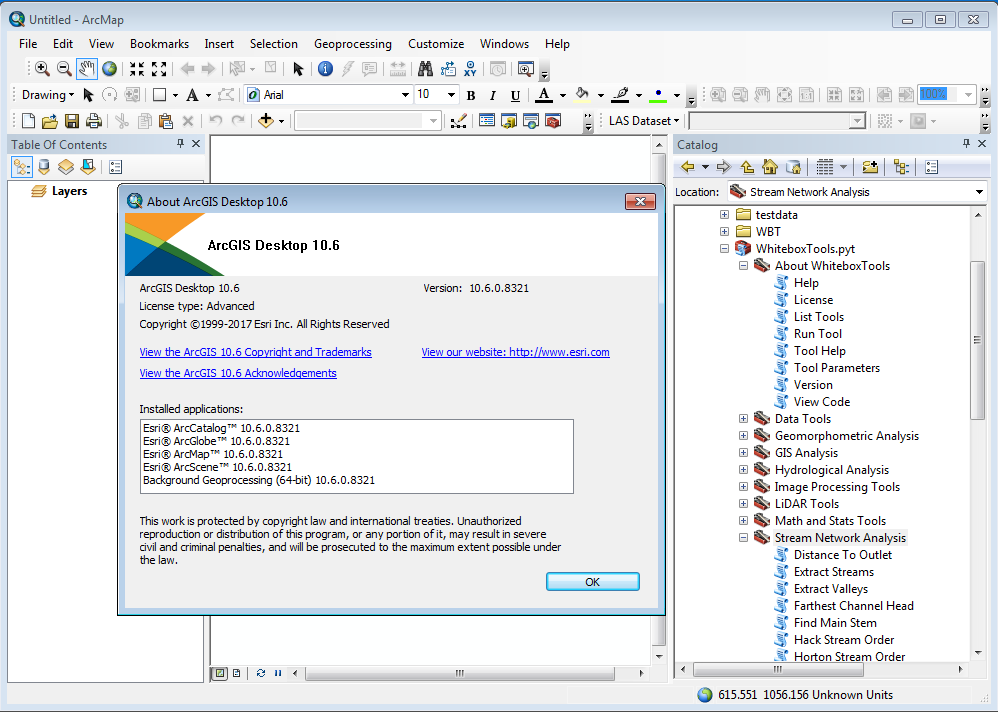 Untitled - ArcMap
File Edit View Bookmarks Insert Selection Geoprocessing Customize Windows Help
Drawing Arial 10 B I U A 100%
LAS Dataset
Table Of Contents
Layers
Catalog
Location: Stream Network Analysis
testdata
WBT
WhiteboxTools.pyt
About WhiteboxTools
Help
License
List Tools
Run Tool
Tool Help
Tool Parameters
Version
View Code
Data Tools
Geomorphometric Analysis
GIS Analysis
Hydrological Analysis
Image Processing Tools
LiDAR Tools
Math and Stats Tools
Stream Network Analysis
Distance To Outlet
Extract Streams
Extract Valleys
Farthest Channel Head
Find Main Stem
Hack Stream Order
Horton Stream Order
About ArcGIS Desktop 10.6
ArcGIS Desktop 10.6
ArcGIS Desktop 10.6 Version: 10.6.0.8321
License type: Advanced
Copyright ©1999-2017 Esri Inc. All Rights Reserved
View the ArcGIS 10.6 Copyright and Trademarks View our website: http://www.esri.com
View the ArcGIS 10.6 Acknowledgements
Installed applications:
Esri® ArcCatalog™ 10.6.0.8321
Esri® ArcGlobe™ 10.6.0.8321
Esri® ArcMap™ 10.6.0.8321
Esri® ArcScene™ 10.6.0.8321
Background Geoprocessing (64-bit) 10.6.0.8321
This work is protected by copyright law and international treaties. Unauthorized
reproduction or distribution of this program, or any portion of it, may result in severe
civil and criminal penalties, and will be prosecuted to the maximum extent possible under
the law.
OK
615.551 1056.156 Unknown Units